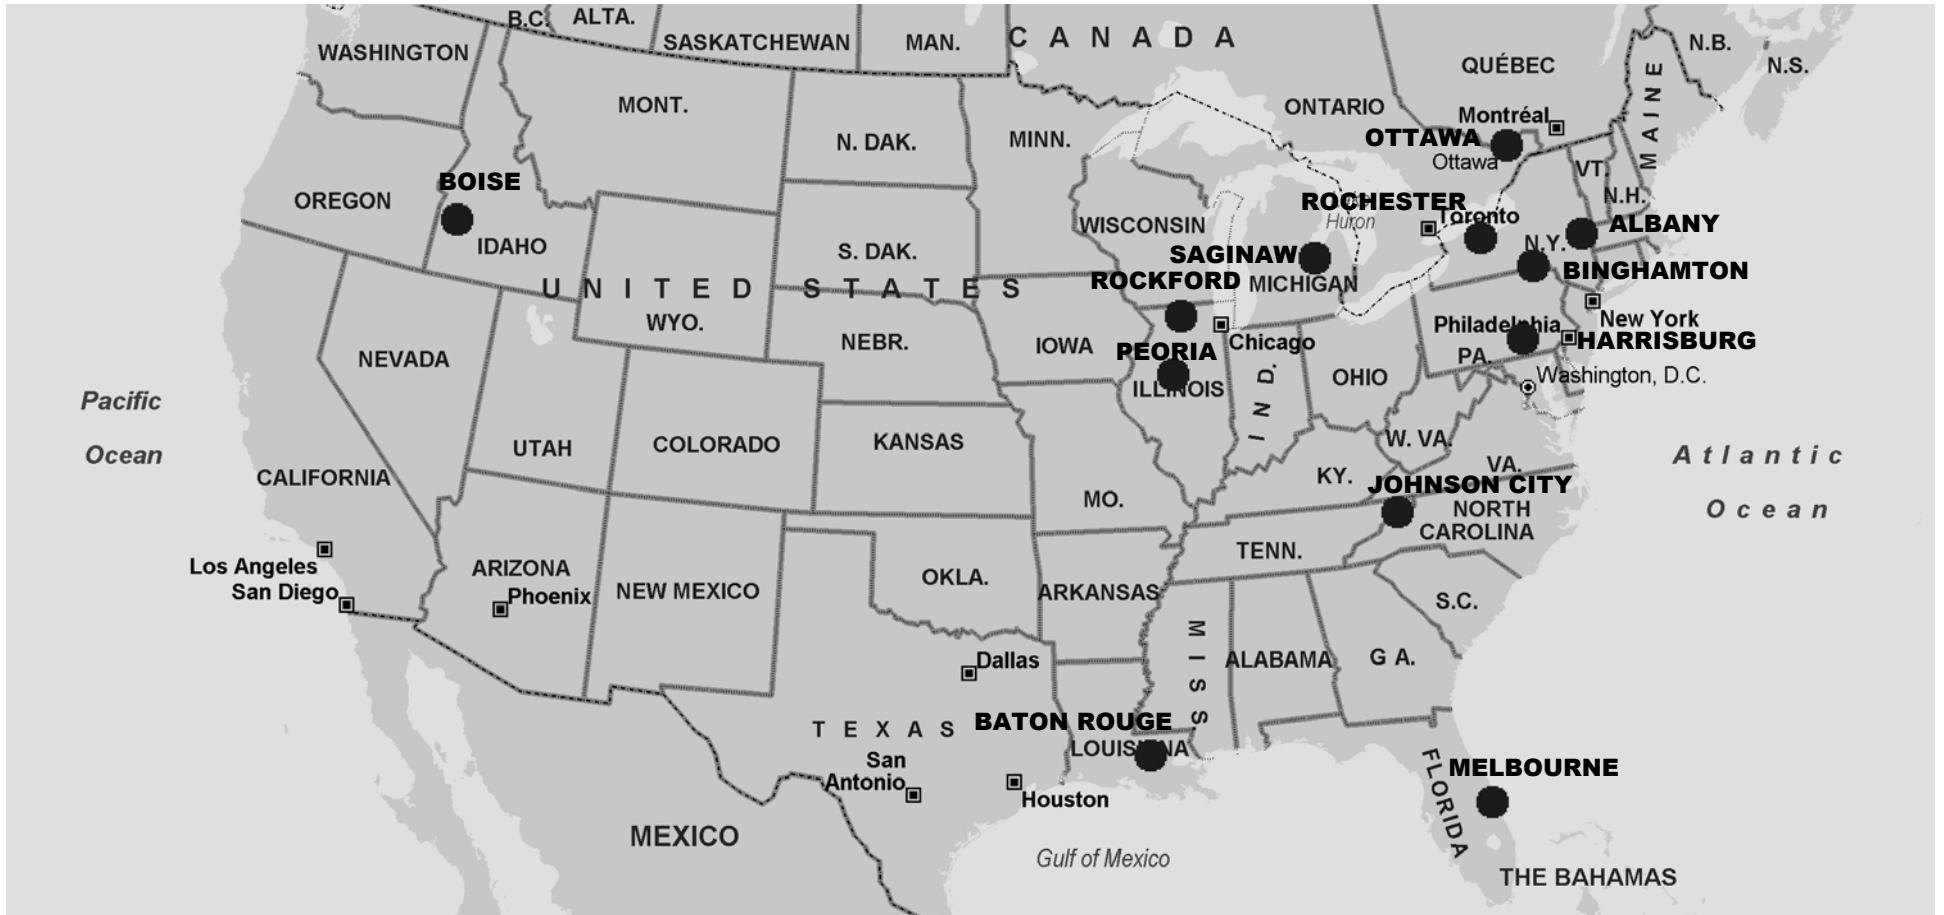 B.C.
ALTA.
WASHINGTON
SASKATCHEWAN
MAN.
CANADA
QUÉBEC
N.B.
N.S.
MAINE
MONT.
N. DAK.
MINN.
ONTARIO
Montréal
OTTAWA
Ottawa
VT.
N.H.
BOISE
OREGON
IDAHO
WISCONSIN
ROCHESTER
Huron
Toronto
N.Y.
ALBANY
S. DAK.
SAGINAW
MICHIGAN
BINGHAMTON
ROCKFORD
UNITED STATES
WYO.
NEBR.
IOWA
PEORIA
ILLINOIS
Chicago
Philadelphia
New York
HARRISBURG
PA.
Washington, D.C.
NEVADA
IND.
OHIO
Pacific
Ocean
UTAH
COLORADO
KANSAS
W. VA.
VA.
Atlantic
Ocean
CALIFORNIA
MO.
KY.
JOHNSON CITY
NORTH
CAROLINA
TENN.
Los Angeles
San Diego
ARIZONA
Phoenix
NEW MEXICO
OKLA.
ARKANSAS
S.C.
MISS
ALABAMA
GA.
Dallas
TEXAS
BATON ROUGE
LOUISIANA
San
Antonio
Houston
FLORIDA
MELBOURNE
MEXICO
Gulf of Mexico
THE BAHAMAS